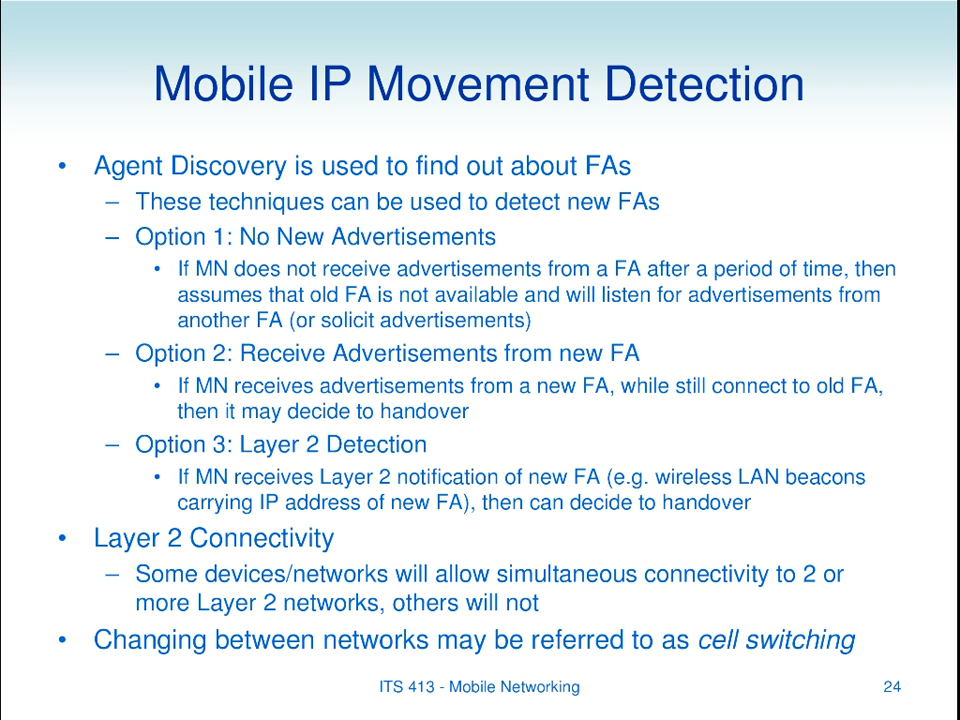 Mobile IP Movement Detection
• Agent Discovery is used to find out about FAs
– These techniques can be used to detect new FAs
– Option 1: No New Advertisements
• If MN does not receive advertisements from a FA after a period of time, then
assumes that old FA is not available and will listen for advertisements from
another FA (or solicit advertisements)
– Option 2: Receive Advertisements from new FA
• If MN receives advertisements from a new FA, while still connect to old FA,
then it may decide to handover
– Option 3: Layer 2 Detection
• If MN receives Layer 2 notification of new FA (e.g. wireless LAN beacons
carrying IP address of new FA), then can decide to handover
• Layer 2 Connectivity
– Some devices/networks will allow simultaneous connectivity to 2 or
more Layer 2 networks, others will not
• Changing between networks may be referred to as cell switching
ITS 413 - Mobile Networking
24